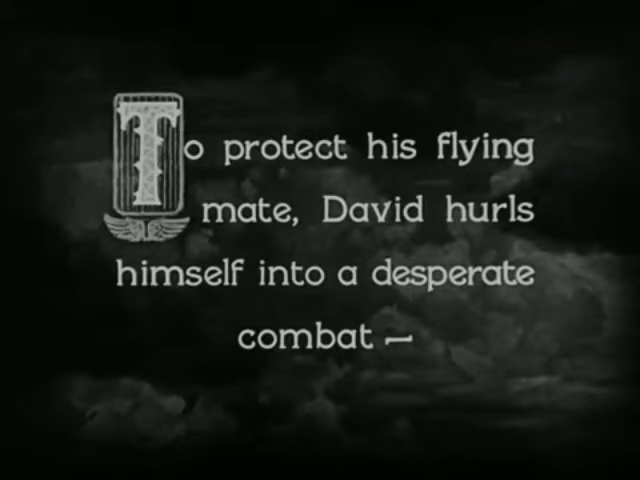 To protect his flying
mate, David hurls
himself into a desperate
combat —